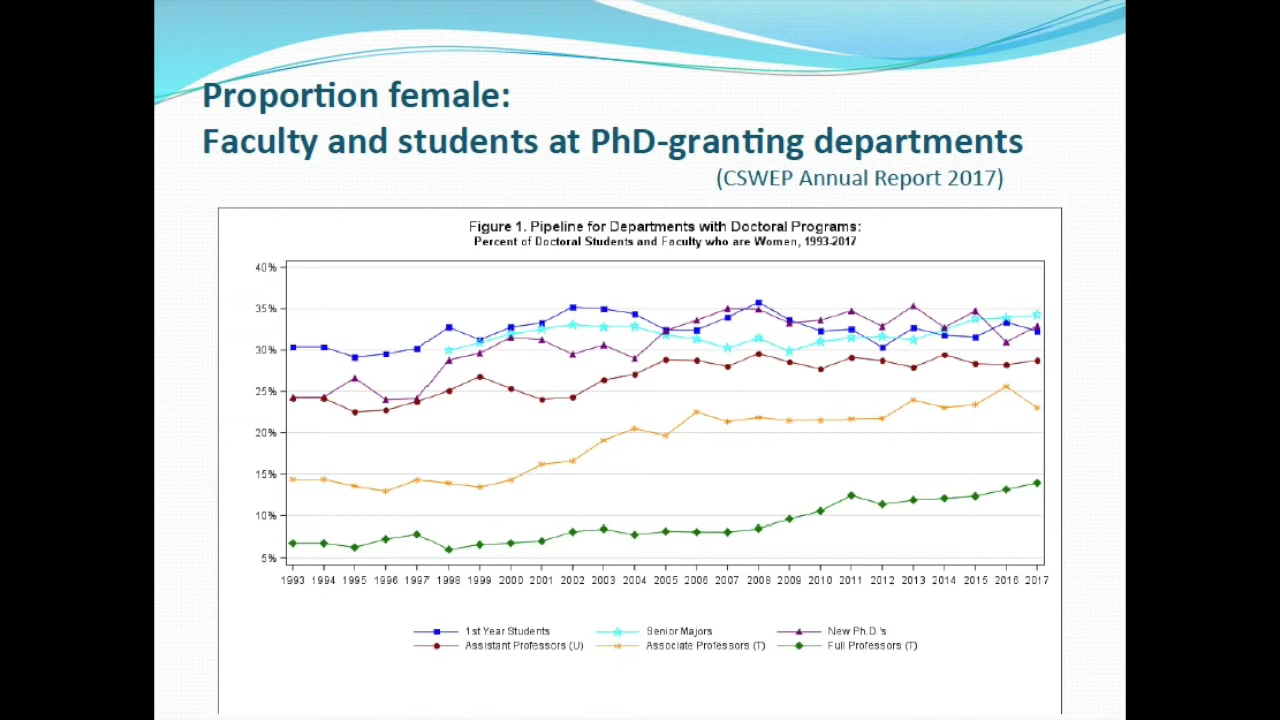 Proportion female:
Faculty and students at PhD-granting departments
(CSWEP Annual Report 2017)
Figure 1. Pipeline for Departments with Doctoral Programs:
Percent of Doctoral Students and Faculty who are Women, 1993-2017
40%
35%
30%
25%
20%
15%
10%
5%
1993 1994 1995 1996 1997 1998 1999 2000 2001 2002 2003 2004 2005 2006 2007 2008 2009 2010 2011 2012 2013 2014 2015 2016 2017
1st Year Students Senior Majors New Ph.D.'s
Assistant Professors (U) Associate Professors (T) Full Professors (T)